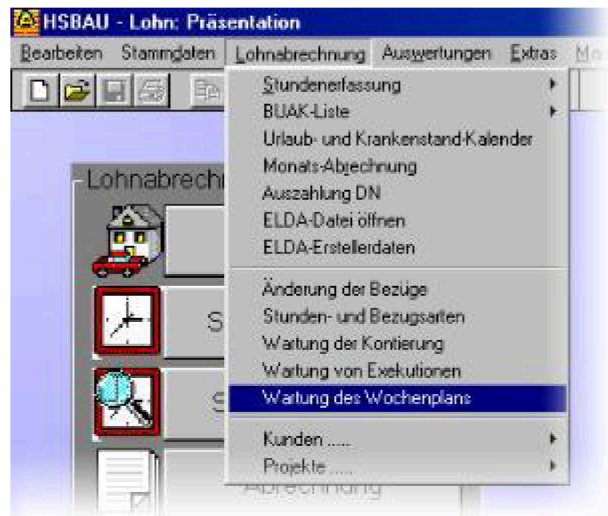 HSBAU - Lohn: Präsentation
Bearbeiten Stammdaten Lohnabrechnung Auswertungen Extras
Stundenerfassung
BUAK-Liste
Urlaub- und Krankenstand-Kalender
Monats-Abrechnung
Auszahlung DN
ELDA-Datei öffnen
ELDA-Erstellerdaten
Änderung der Bezüge
Stunden- und Bezugsarten
Wartung der Kontierung
Wartung von Exekutionen
Wartung des Wochenplans
Kunden .....
Projekte .....
Lohnabrechn
S
S
Abrechnung